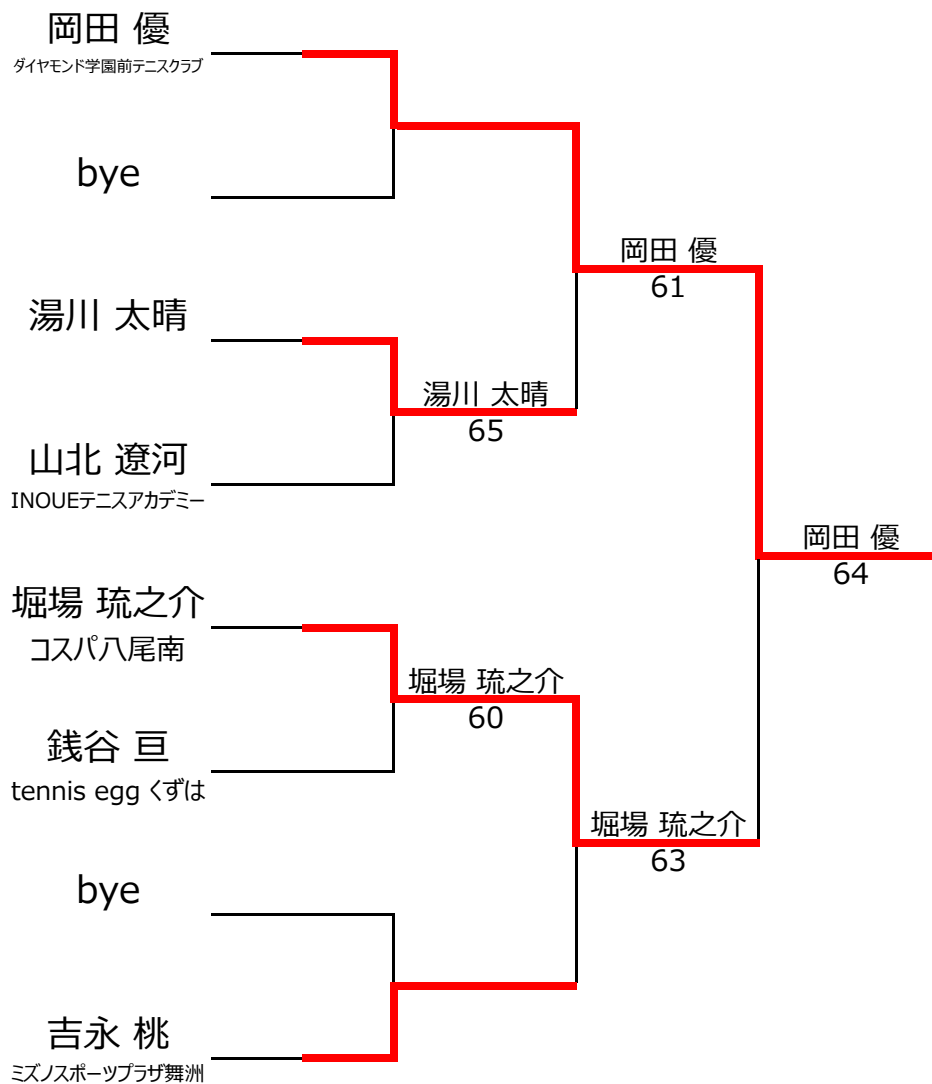 岡田 優
ダイヤモンド学園前テニスクラブ
bye
岡田 優
61
湯川 太晴
湯川 太晴
65
山北 遼河
INOUEテニスアカデミー
岡田 優
64
堀場 琉之介
コスパ八尾南
堀場 琉之介
60
銭谷 亘
tennis egg くずは
堀場 琉之介
63
bye
吉永 桃
ミズノスポーツプラザ舞洲